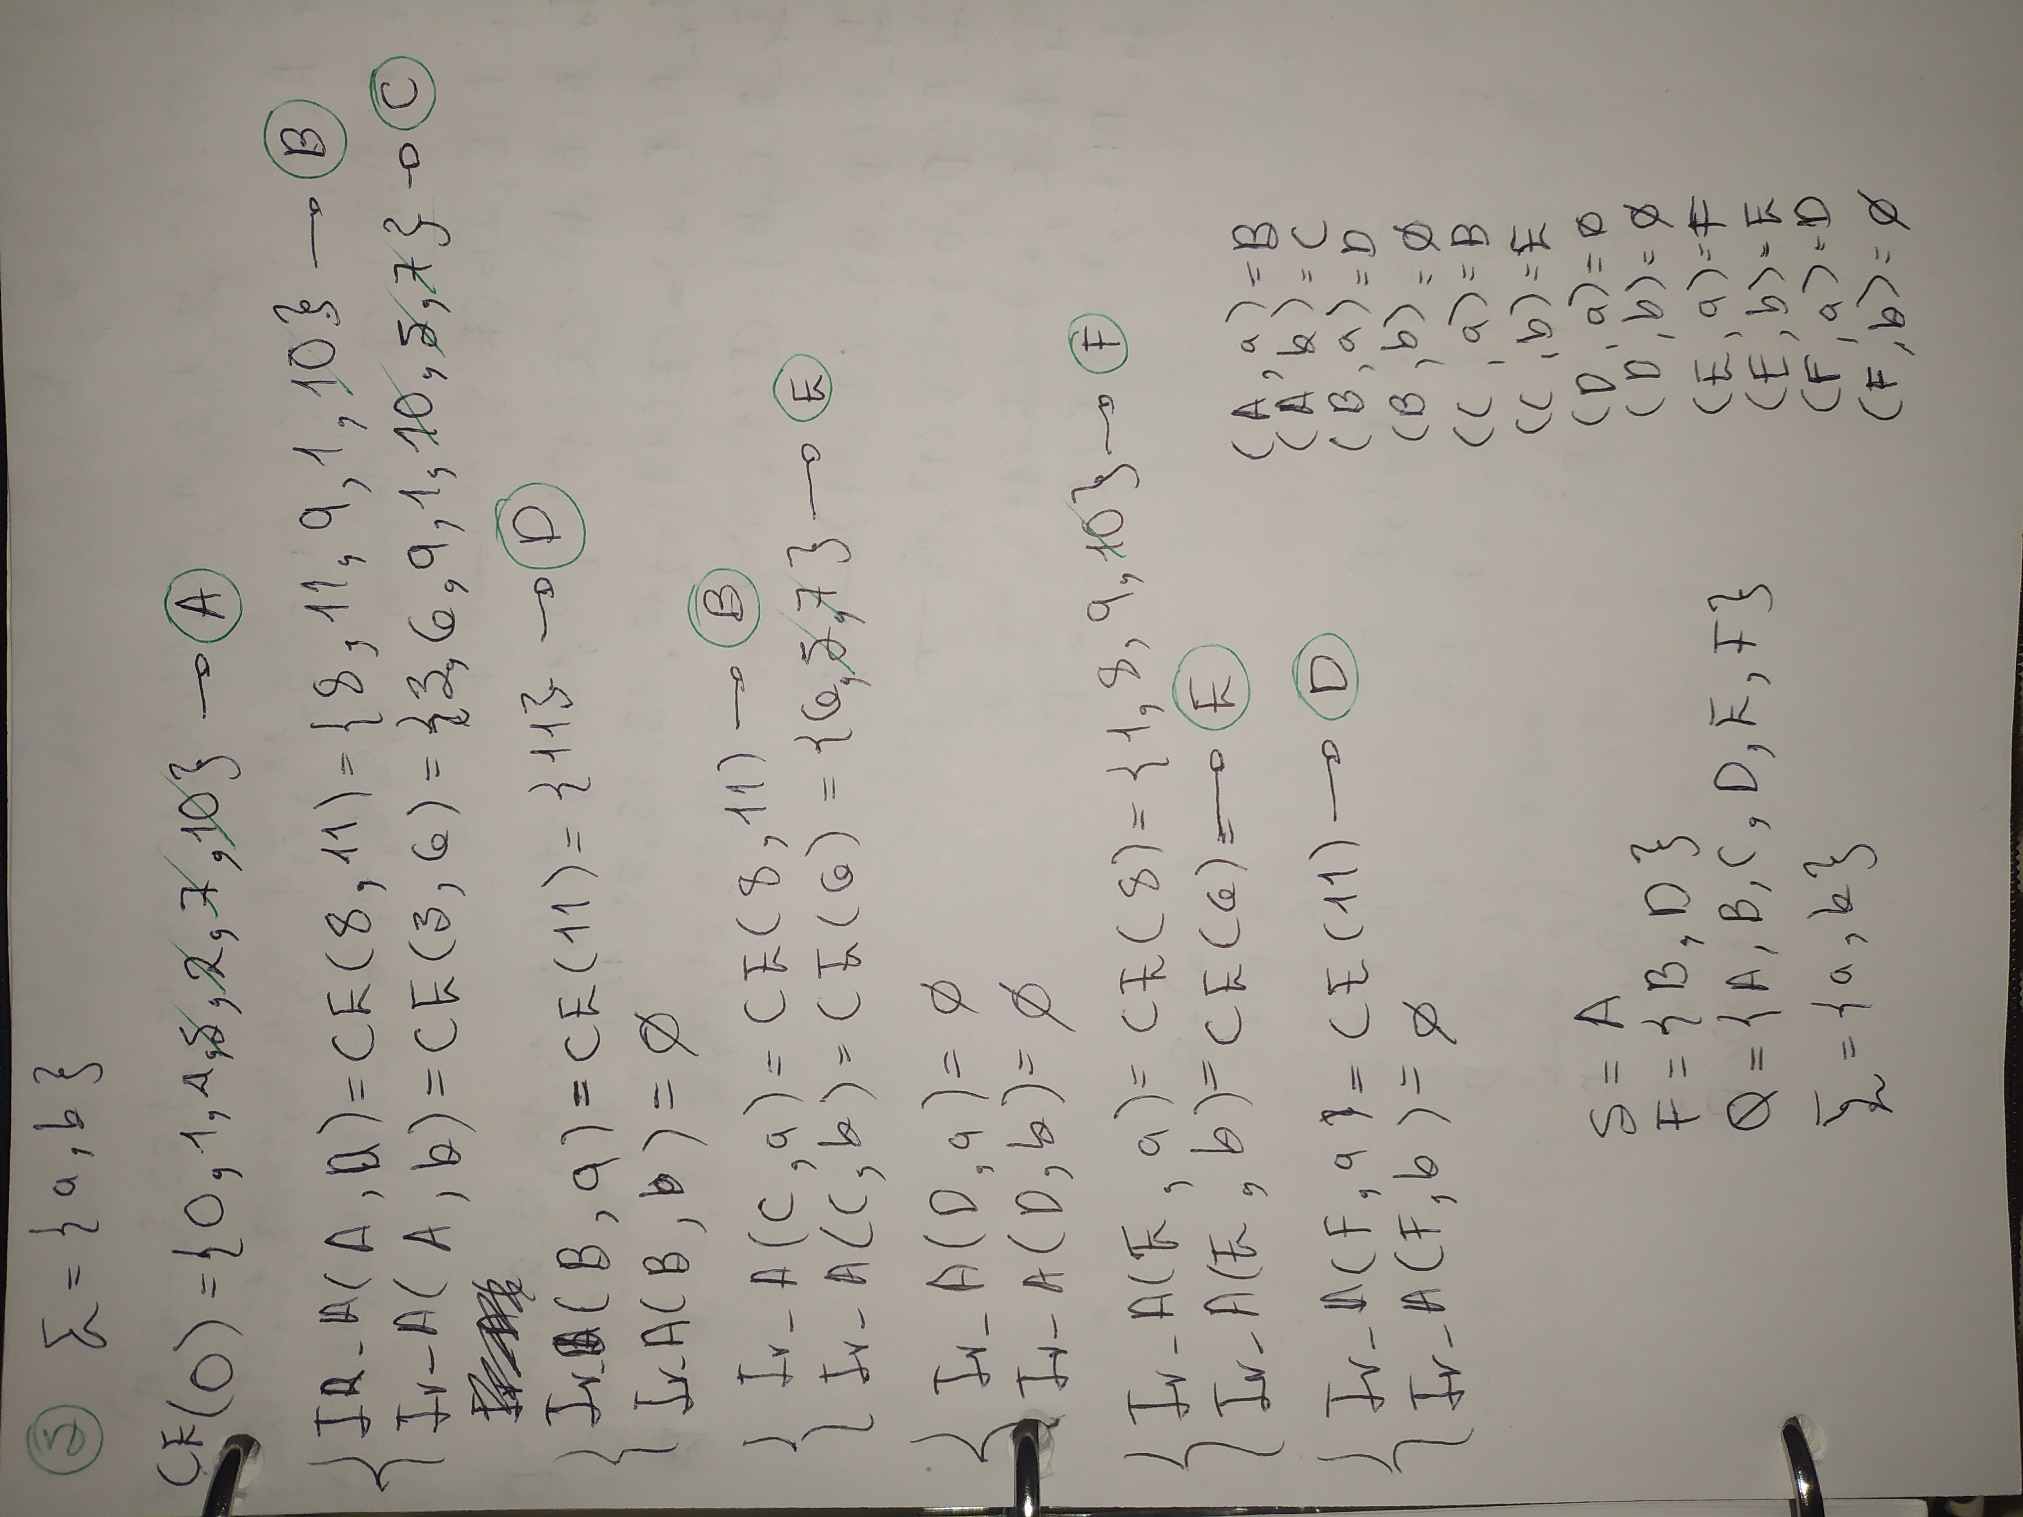 5 Σ = {a, b}
CE(0) = {0, 1, 4, 5, 2, 7, 10} → A
Ir_A(A, a) = CE(8, 11) = {8, 11, 9, 1, 10} → B
Ir_A(A, b) = CE(3, 6) = {3, 6, 9, 1, 10, 5, 7} → C
Ir_A(B, a) = CE(11) = {11} → D
Ir_A(B, b) = Ø
Ir_A(C, a) = CE(8, 11) → B
Ir_A(C, b) = CE(6) = {6, 5, 7} → E
Ir_A(D, a) = Ø
Ir_A(D, b) = Ø
Ir_A(E, a) = CE(8) = {1, 8, 9, 10} → F
Ir_A(E, b) = CE(6) = → E
Ir_A(F, a) = CE(11) → D
Ir_A(F, b) = Ø
S = A
F = {B, D}
Q = {A, B, C, D, E, F}
Σ = {a, b}
(A, a) = B
(A, b) = C
(B, a) = D
(B, b) = Ø
(C, a) = B
(C, b) = E
(D, a) = Ø
(D, b) = Ø
(E, a) = F
(E, b) = E
(F, a) = D
(F, b) = Ø